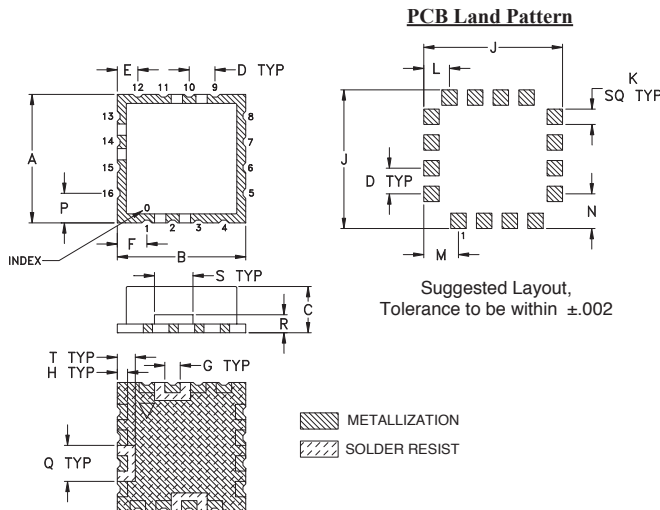 PCB Land Pattern
E
D TYP
12 11 10 9
J
L
K
SQ TYP
A
13
14
15
16
8
7
6
5
J
D TYP
P
0
1 2 3 4
N
F
B
INDEX
M
1
S TYP
C
R
Suggested Layout,
Tolerance to be within ±.002
T TYP
H TYP
G TYP
Q TYP
METALLIZATION
SOLDER RESIST